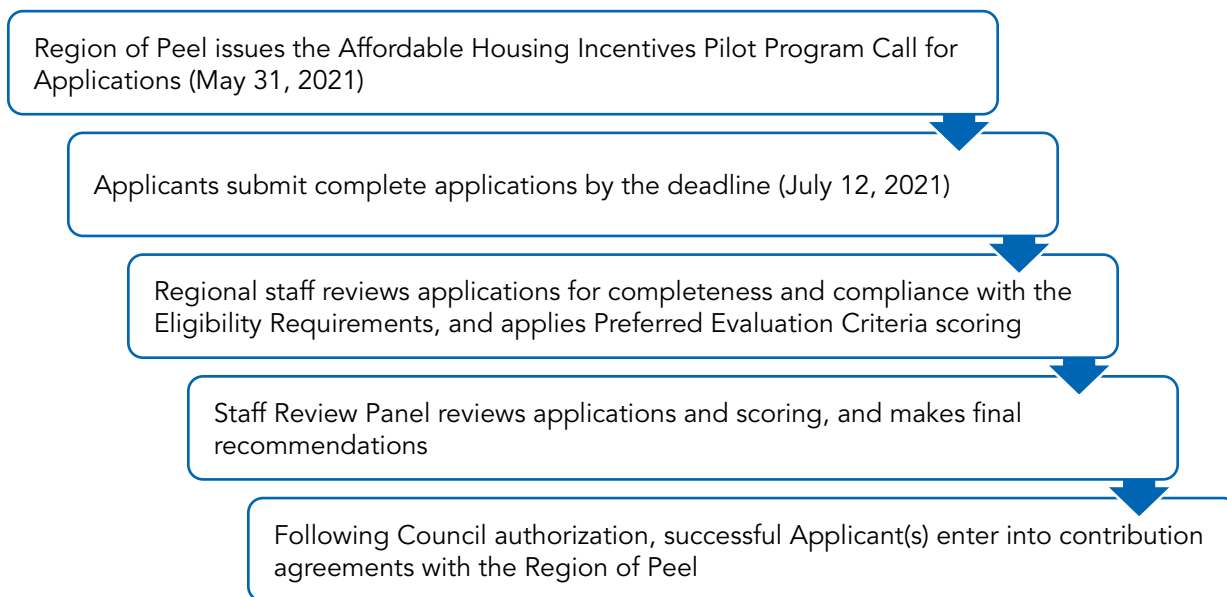 Region of Peel issues the Affordable Housing Incentives Pilot Program Call for
Applications (May 31, 2021)
Applicants submit complete applications by the deadline (July 12, 2021)
Regional staff reviews applications for completeness and compliance with the
Eligibility Requirements, and applies Preferred Evaluation Criteria scoring
Staff Review Panel reviews applications and scoring, and makes final
recommendations
Following Council authorization, successful Applicant(s) enter into contribution
agreements with the Region of Peel